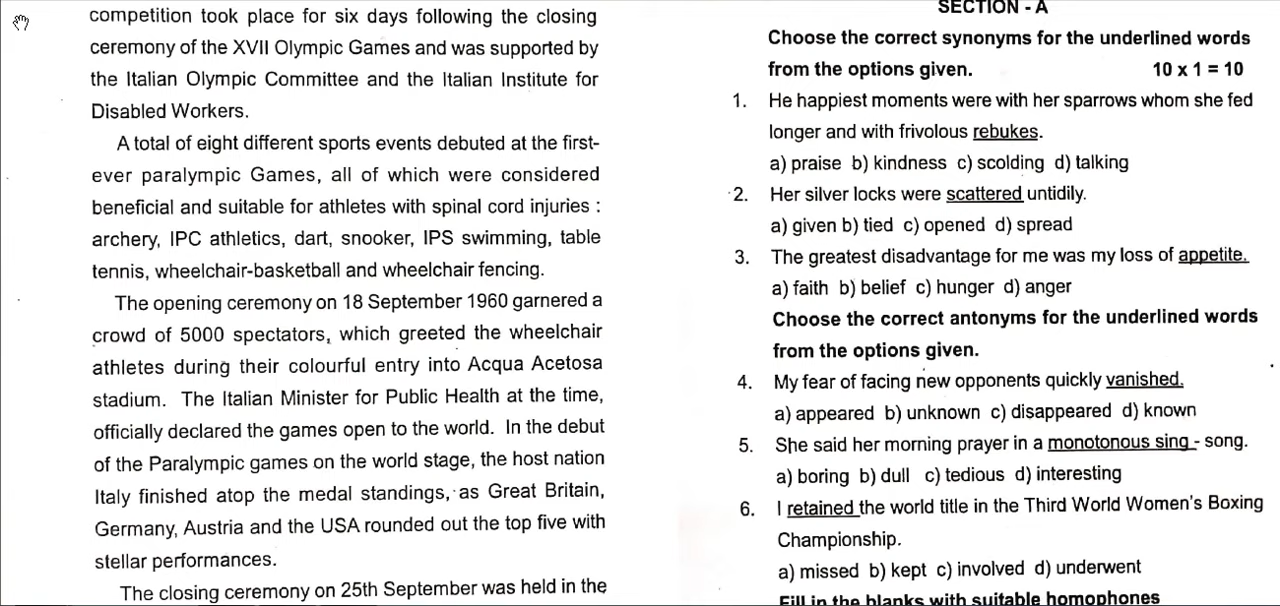 competition took place for six days following the closing
ceremony of the XVII Olympic Games and was supported by
the Italian Olympic Committee and the Italian Institute for
Disabled Workers.
A total of eight different sports events debuted at the first-
ever paralympic Games, all of which were considered
beneficial and suitable for athletes with spinal cord injuries :
archery, IPC athletics, dart, snooker, IPS swimming, table
tennis, wheelchair-basketball and wheelchair fencing.
The opening ceremony on 18 September 1960 garnered a
crowd of 5000 spectators, which greeted the wheelchair
athletes during their colourful entry into Acqua Acetosa
stadium. The Italian Minister for Public Health at the time,
officially declared the games open to the world. In the debut
of the Paralympic games on the world stage, the host nation
Italy finished atop the medal standings, as Great Britain,
Germany, Austria and the USA rounded out the top five with
stellar performances.
The closing ceremony on 25th September was held in the
SECTION - A
Choose the correct synonyms for the underlined words
from the options given. 10 x 1 = 10
1. He happiest moments were with her sparrows whom she fed
longer and with frivolous rebukes.
a) praise b) kindness c) scolding d) talking
2. Her silver locks were scattered untidily.
a) given b) tied c) opened d) spread
3. The greatest disadvantage for me was my loss of appetite.
a) faith b) belief c) hunger d) anger
Choose the correct antonyms for the underlined words
from the options given.
4. My fear of facing new opponents quickly vanished.
a) appeared b) unknown c) disappeared d) known
5. She said her morning prayer in a monotonous sing - song.
a) boring b) dull c) tedious d) interesting
6. I retained the world title in the Third World Women's Boxing
Championship.
a) missed b) kept c) involved d) underwent
Fill in the blanks with suitable homophones